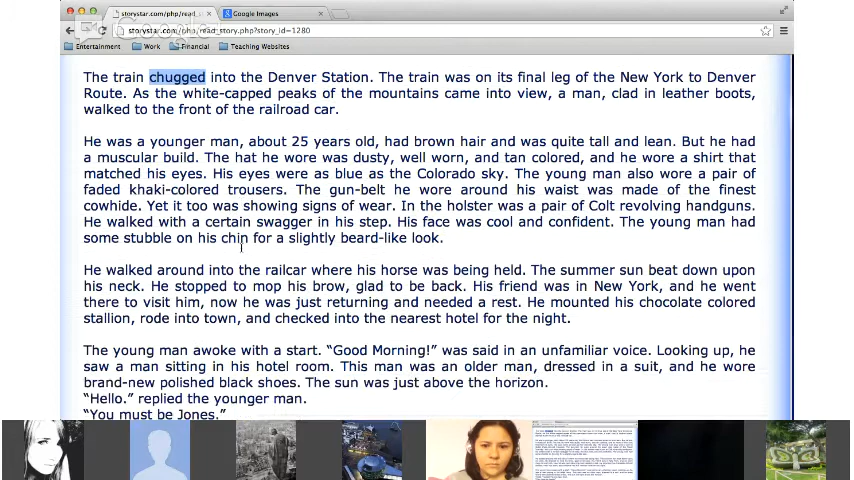 storystar.com/php/read_s
Google Images
storystar.com/php/read_story.php?story_id=1280
Entertainment Work Financial Teaching Websites
The train chugged into the Denver Station. The train was on its final leg of the New York to Denver
Route. As the white-capped peaks of the mountains came into view, a man, clad in leather boots,
walked to the front of the railroad car.
He was a younger man, about 25 years old, had brown hair and was quite tall and lean. But he had
a muscular build. The hat he wore was dusty, well worn, and tan colored, and he wore a shirt that
matched his eyes. His eyes were as blue as the Colorado sky. The young man also wore a pair of
faded khaki-colored trousers. The gun-belt he wore around his waist was made of the finest
cowhide. Yet it too was showing signs of wear. In the holster was a pair of Colt revolving handguns.
He walked with a certain swagger in his step. His face was cool and confident. The young man had
some stubble on his chin for a slightly beard-like look.
He walked around into the railcar where his horse was being held. The summer sun beat down upon
his neck. He stopped to mop his brow, glad to be back. His friend was in New York, and he went
there to visit him, now he was just returning and needed a rest. He mounted his chocolate colored
stallion, rode into town, and checked into the nearest hotel for the night.
The young man awoke with a start. “Good Morning!” was said in an unfamiliar voice. Looking up, he
saw a man sitting in his hotel room. This man was an older man, dressed in a suit, and he wore
brand-new polished black shoes. The sun was just above the horizon.
“Hello.” replied the younger man.
“You must be Jones.”